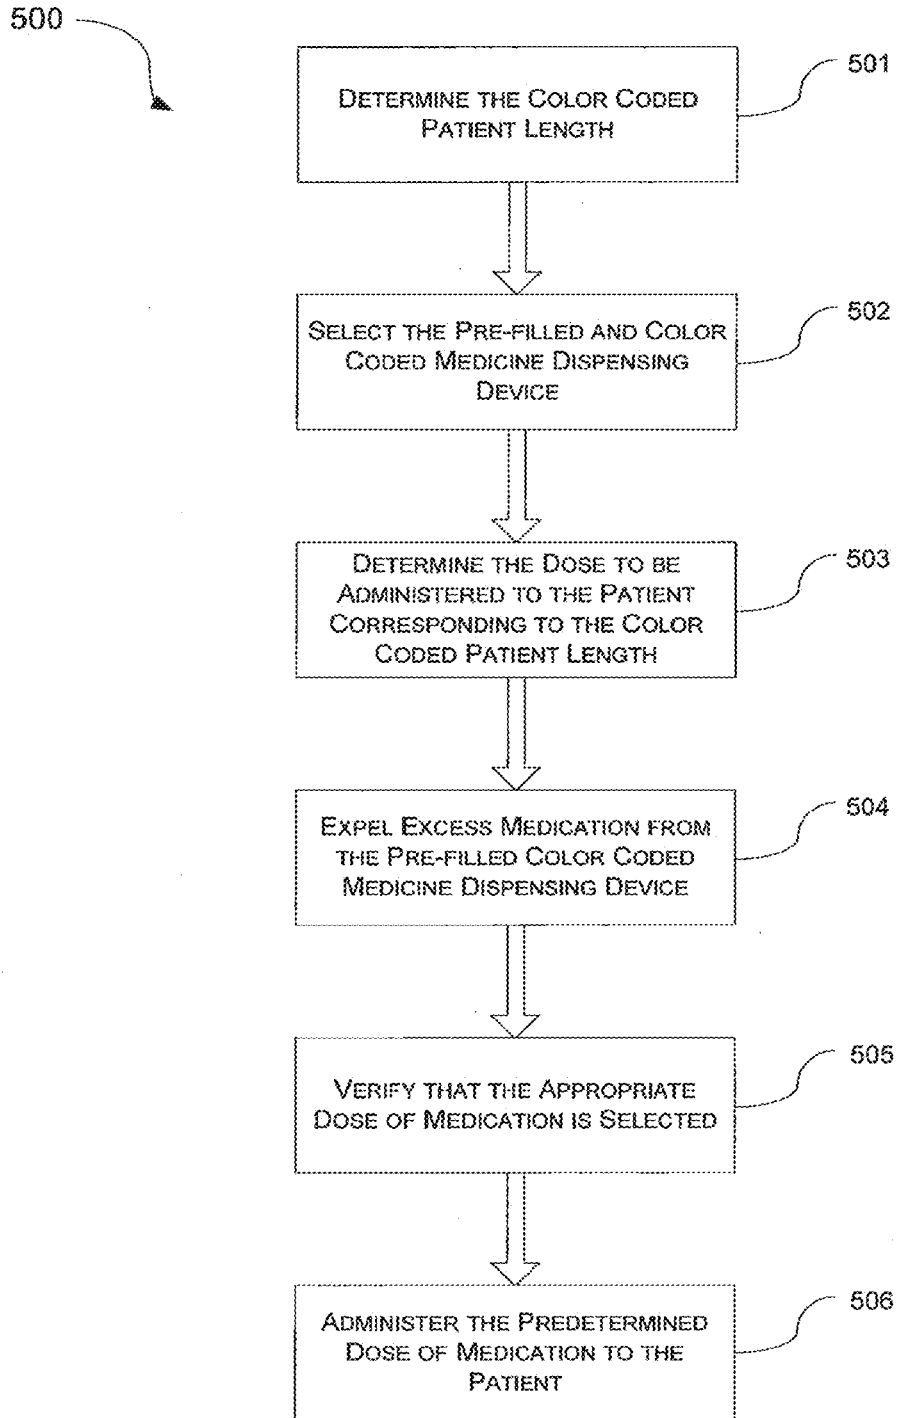 500
501
DETERMINE THE COLOR CODED
PATIENT LENGTH
502
SELECT THE PRE-FILLED AND COLOR
CODED MEDICINE DISPENSING
DEVICE
503
DETERMINE THE DOSE TO BE
ADMINISTERED TO THE PATIENT
CORRESPONDING TO THE COLOR
CODED PATIENT LENGTH
504
EXPEL EXCESS MEDICATION FROM
THE PRE-FILLED COLOR CODED
MEDICINE DISPENSING DEVICE
505
VERIFY THAT THE APPROPRIATE
DOSE OF MEDICATION IS SELECTED
506
ADMINISTER THE PREDETERMINED
DOSE OF MEDICATION TO THE
PATIENT